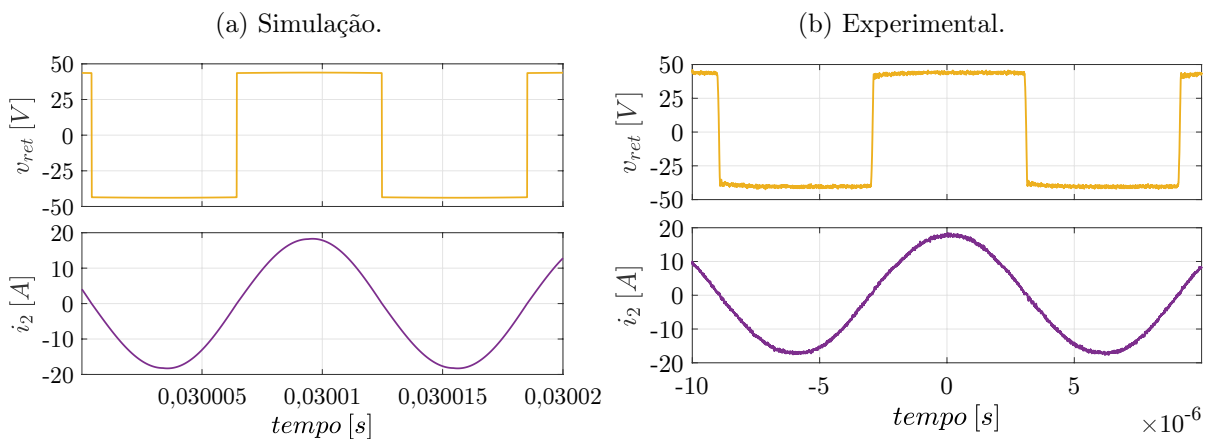 (a) Simulação.
50
25
0
-25
-50
v_ret [V]
20
10
0
-10
-20
i_2 [A]
0,030005 0,03001 0,030015 0,03002
tempo [s]
(b) Experimental.
50
25
0
-25
-50
v_ret [V]
20
10
0
-10
-20
i_2 [A]
-10 -5 0 5
tempo [s]
×10^-6